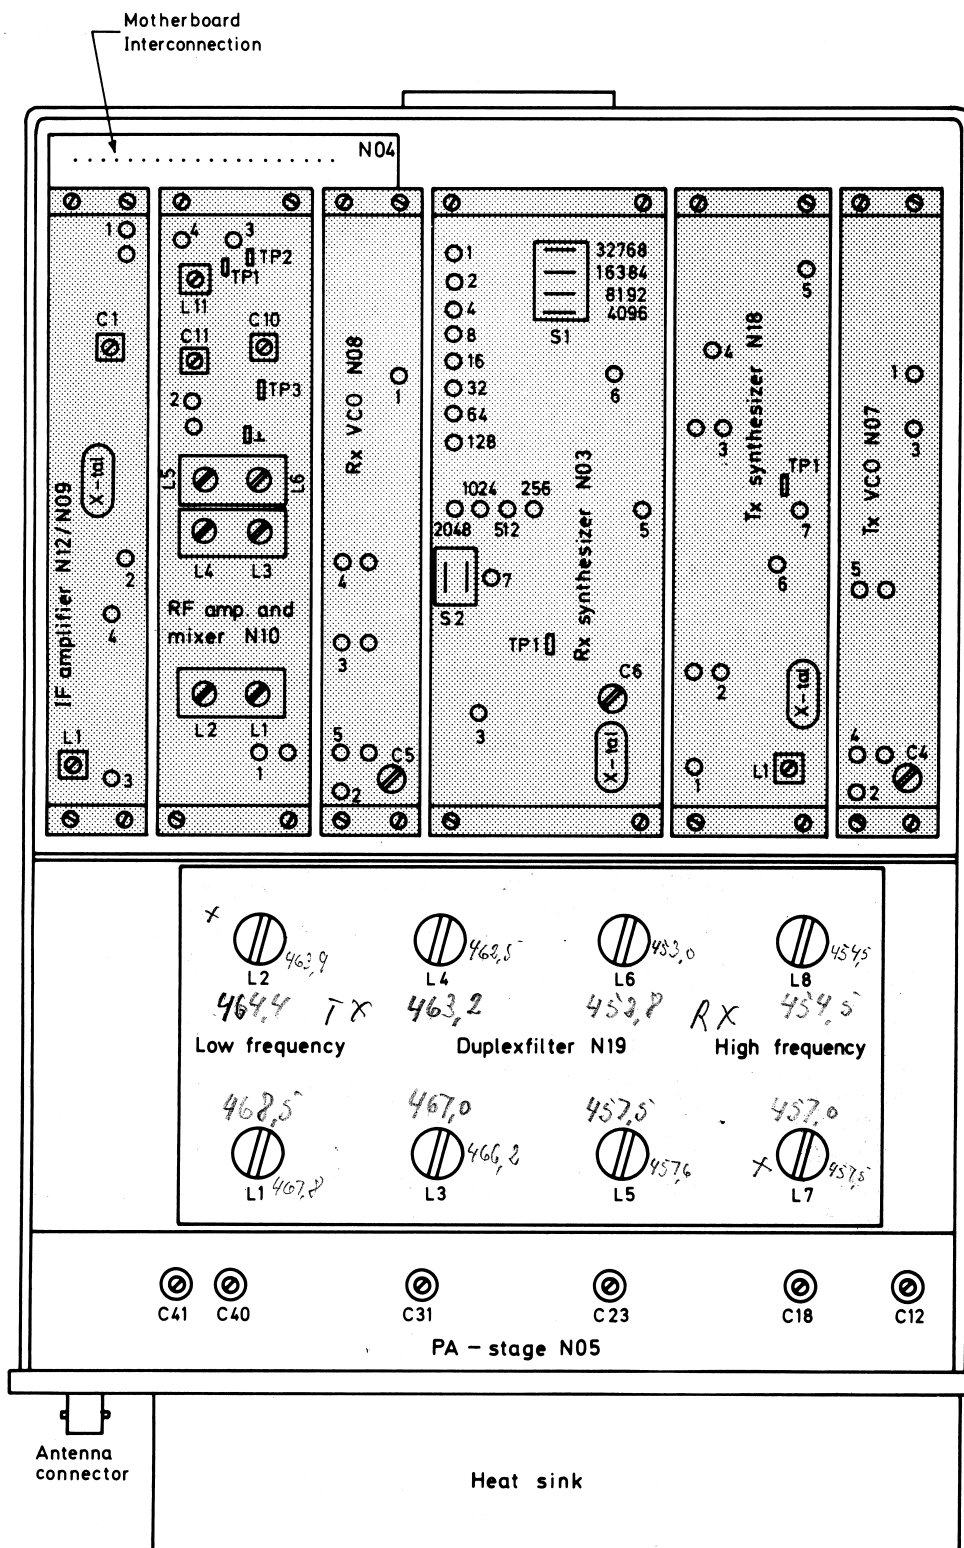 Motherboard
Interconnection
N04
IF amplifier N12/N09
1
C1
X-tal
2
4
L1
3
RF amp. and
mixer N10
4
3
TP2
TP1
L11
C11
C10
2
TP3
L5
L6
L4
L3
L2
L1
1
Rx VCO N08
1
4
3
5
C5
2
Rx synthesizer N03
1
2
4
8
16
32
64
128
32768
16384
8192
4096
S1
6
1024
256
2048
512
5
S2
7
TP1
C6
3
X-tal
Tx synthesizer N18
5
4
3
TP1
7
6
2
X-tal
1
L1
Tx VCO N07
1
3
5
4
C4
2
x
463,9
462,5
453,0
454,5
L2
L4
L6
L8
464,4 TX 463,2 452,8 RX 454,5
Low frequency
Duplexfilter N19
High frequency
468,5
467,0
457,5
457,0
467,8
466,2
457,6
x
457,5
L1
L3
L5
L7
C41
C40
C31
C23
C18
C12
PA – stage N05
Antenna
connector
Heat sink